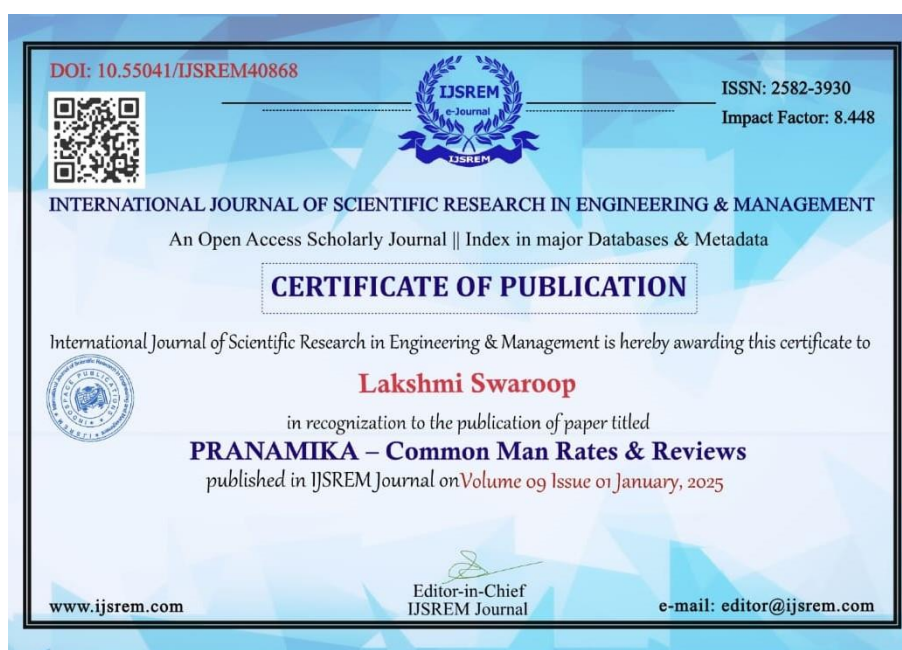 DOI: 10.55041/IJSREM40868
IJSREM
e-Journal
IJSREM
ISSN: 2582-3930
Impact Factor: 8.448
INTERNATIONAL JOURNAL OF SCIENTIFIC RESEARCH IN ENGINEERING & MANAGEMENT
An Open Access Scholarly Journal || Index in major Databases & Metadata
CERTIFICATE OF PUBLICATION
International Journal of Scientific Research in Engineering & Management is hereby awarding this certificate to
Lakshmi Swaroop
in recognization to the publication of paper titled
PRANAMIKA – Common Man Rates & Reviews
published in IJSREM Journal on Volume 09 Issue 01 January, 2025
www.ijsrem.com
Editor-in-Chief
IJSREM Journal
e-mail: editor@ijsrem.com